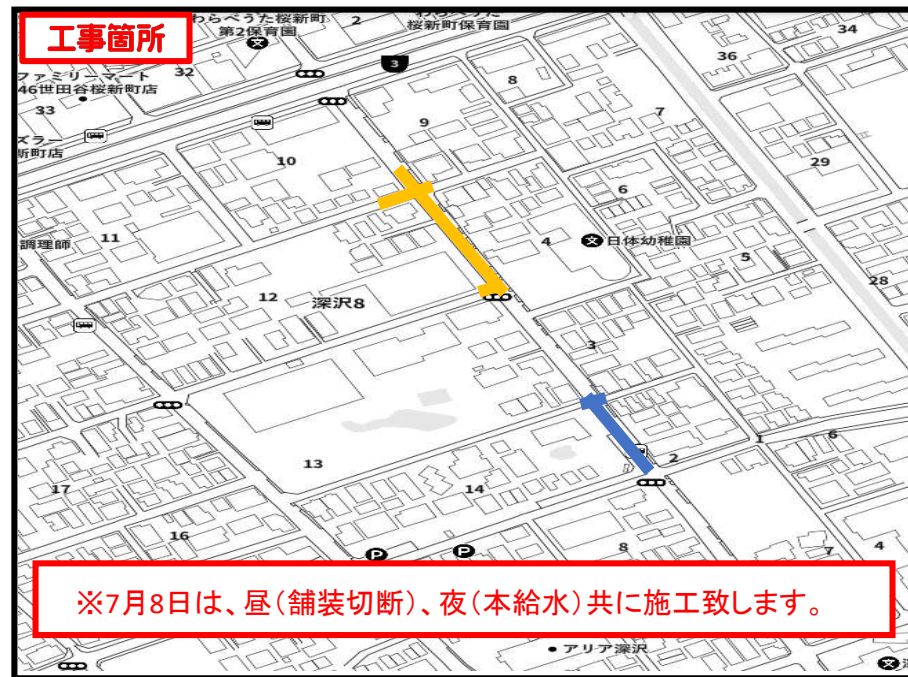 工事箇所
わらべうた桜新町
第2保育園
2
桜新町保育園
34
36
3
32
ファミリーマート
46世田谷桜新町店
33
8
7
9
新町店
10
29
6
11
調理師
4
日体幼稚園
5
28
12
深沢8
3
13
2
1
6
17
14
16
P
P
8
7
4
※7月8日は、昼(舗装切断)、夜(本給水)共に施工致します。
アリア深沢